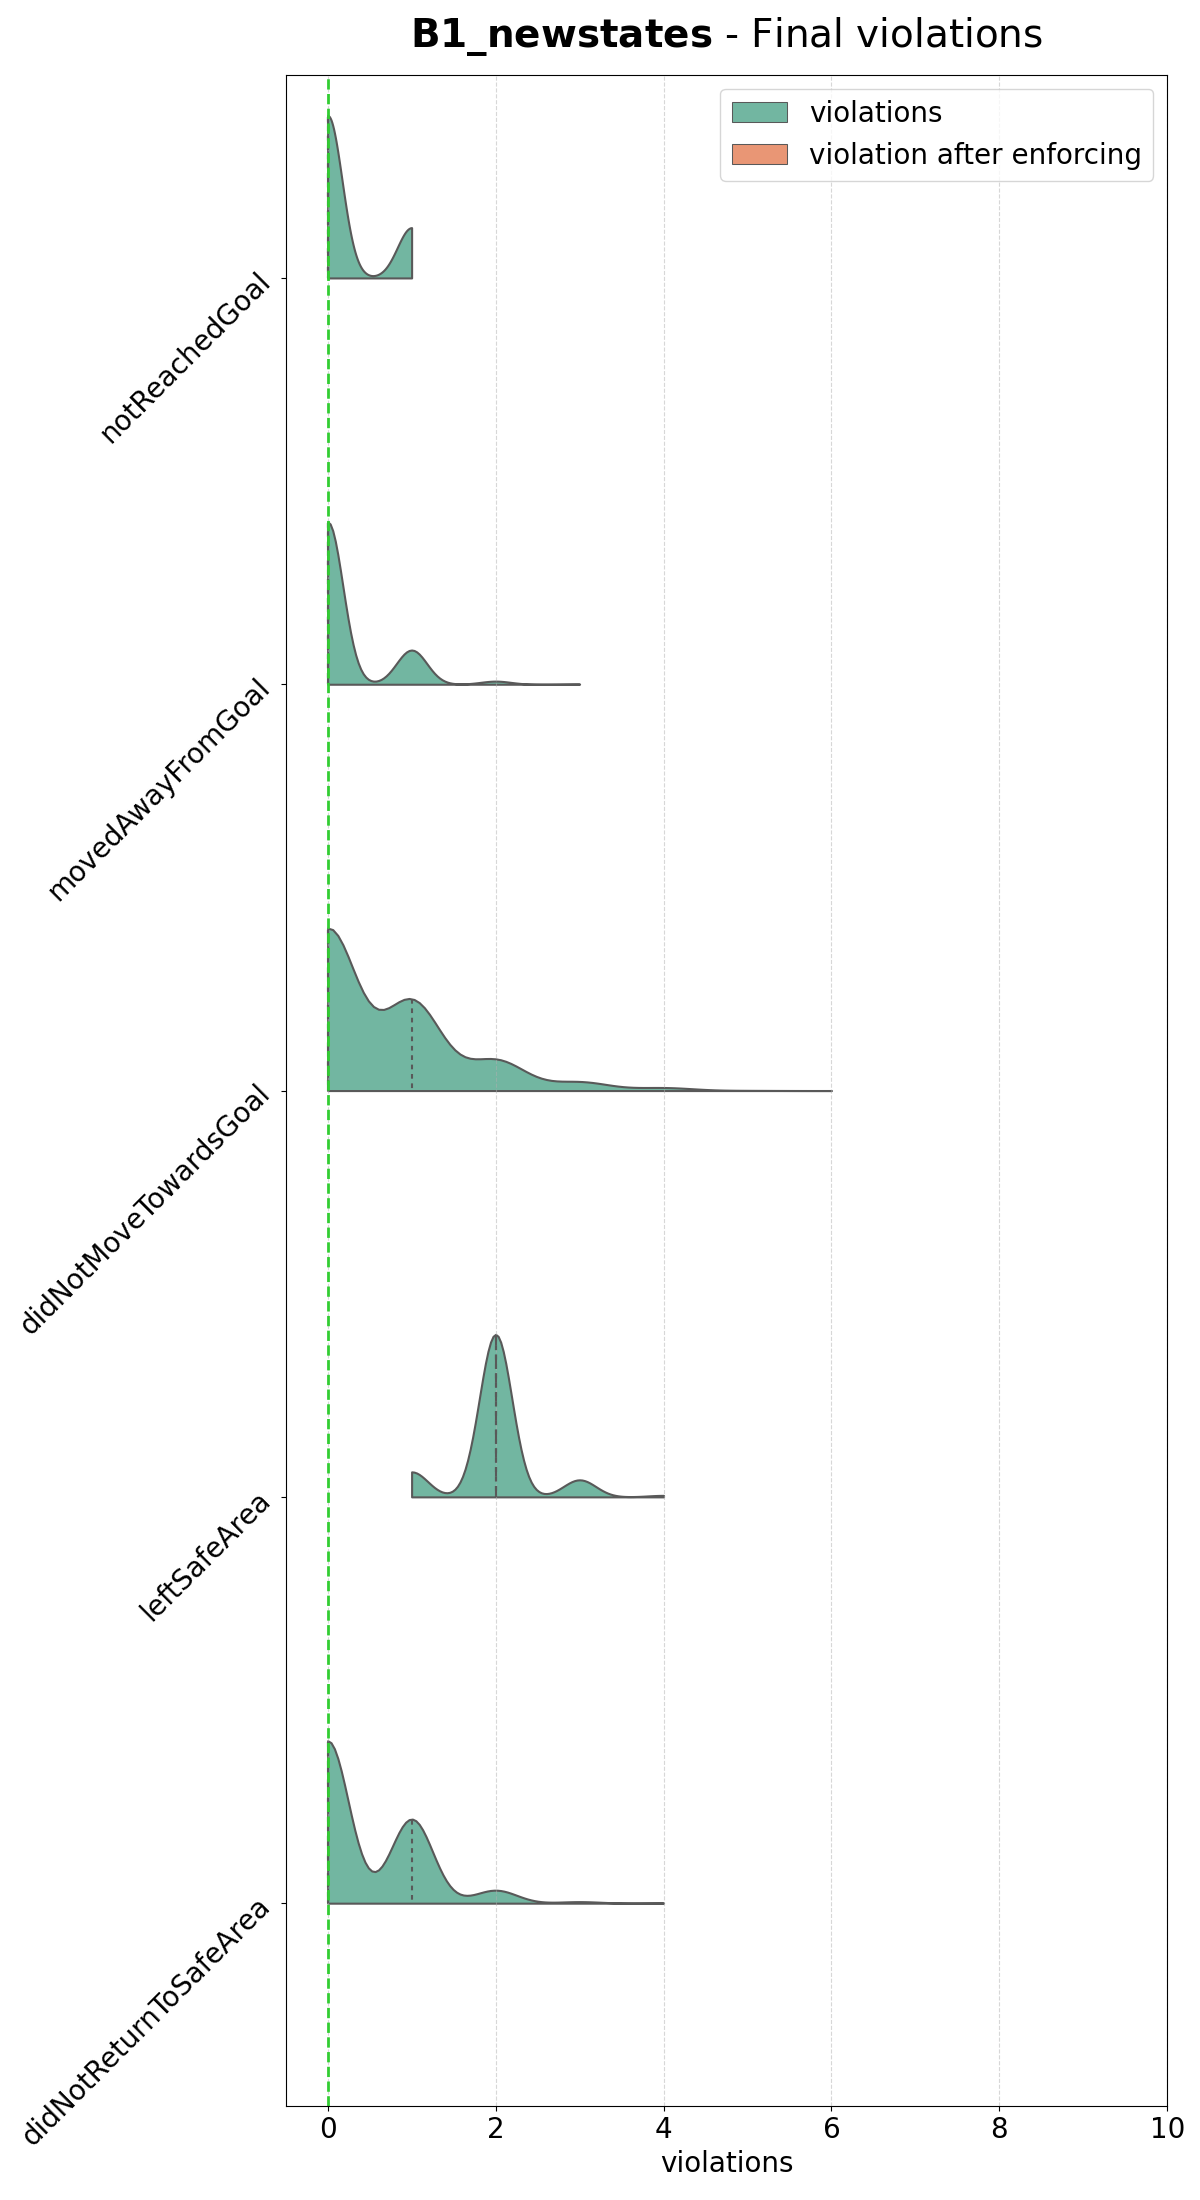 B1_newstates - Final violations
violations
violation after enforcing
notReachedGoal
movedAwayFromGoal
didNotMoveTowardsGoal
leftSafeArea
didNotReturnToSafeArea
0 2 4 6 8 10
violations